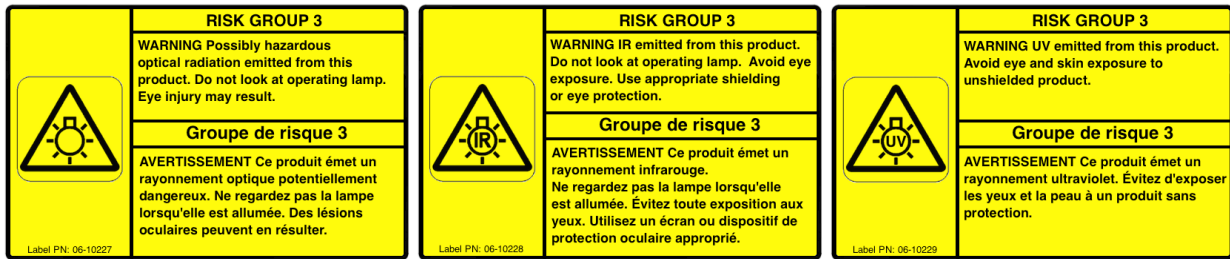 RISK GROUP 3
WARNING Possibly hazardous
optical radiation emitted from this
product. Do not look at operating lamp.
Eye injury may result.
Groupe de risque 3
AVERTISSEMENT Ce produit émet un
rayonnement optique potentiellement
dangereux. Ne regardez pas la lampe
lorsqu'elle est allumée. Des lésions
oculaires peuvent en résulter.
Label PN: 06-10227
RISK GROUP 3
WARNING IR emitted from this product.
Do not look at operating lamp. Avoid eye
exposure. Use appropriate shielding
or eye protection.
Groupe de risque 3
AVERTISSEMENT Ce produit émet un
rayonnement infrarouge.
Ne regardez pas la lampe lorsqu'elle
est allumée. Évitez toute exposition aux
yeux. Utilisez un écran ou dispositif de
protection oculaire approprié.
IR
Label PN: 06-10228
RISK GROUP 3
WARNING UV emitted from this product.
Avoid eye and skin exposure to
unshielded product.
Groupe de risque 3
AVERTISSEMENT Ce produit émet un
rayonnement ultraviolet. Évitez d'exposer
les yeux et la peau à un produit sans
protection.
UV
Label PN: 06-10229